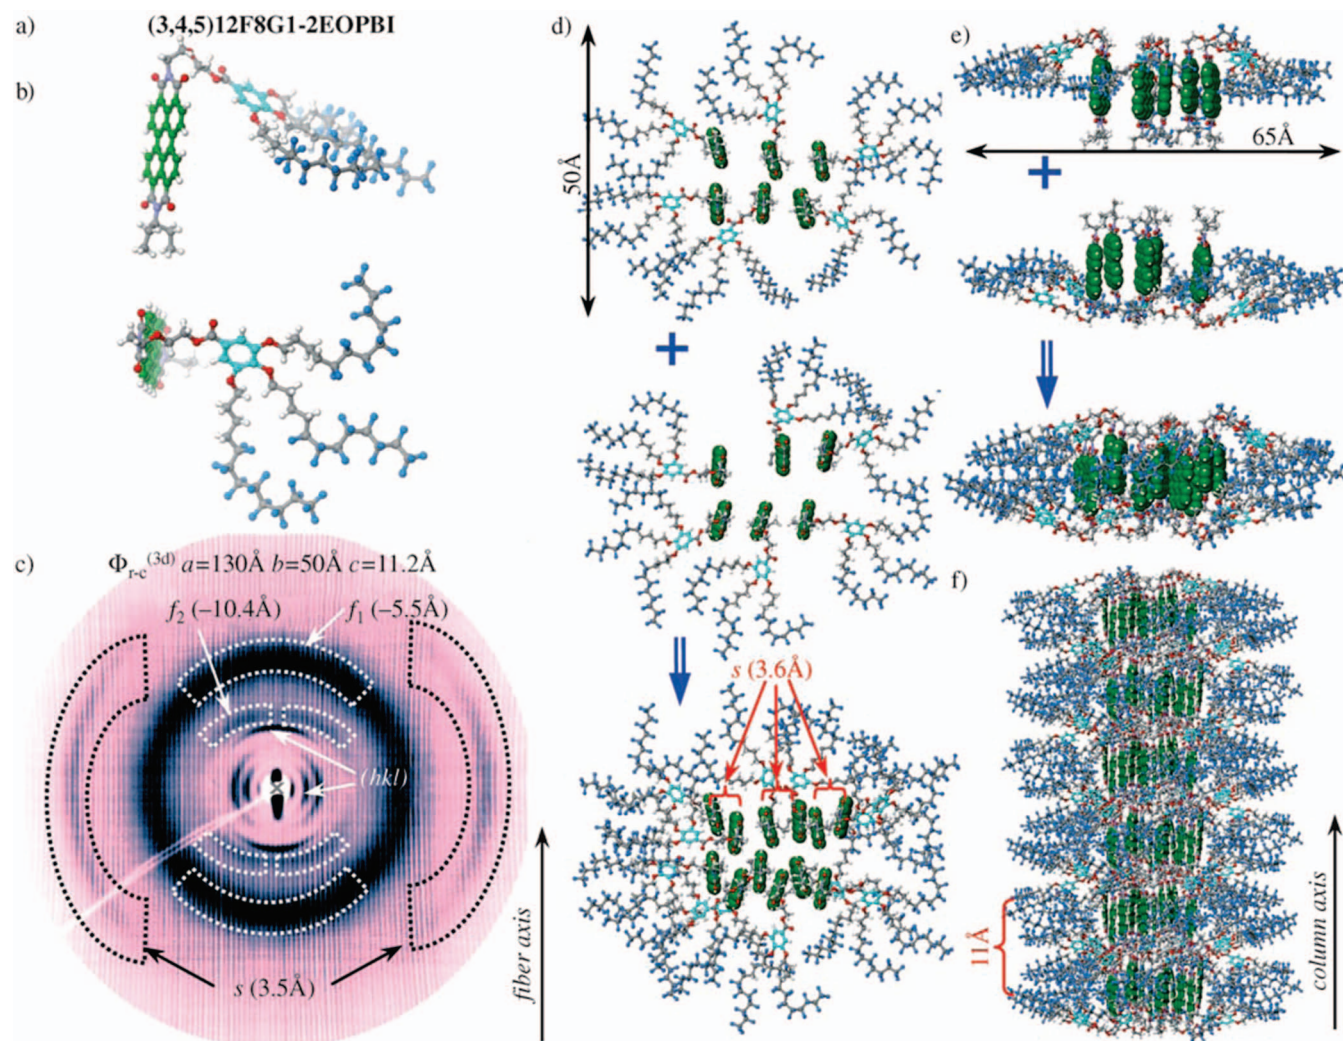 a)
(3,4,5)12F8G1-2EOPBI
b)
c)
Φr-c(3d) a=130Å b=50Å c=11.2Å
f2 (–10.4Å)
f1 (–5.5Å)
(hkl)
s (3.5Å)
fiber axis
d)
50Å
+
s (3.6Å)
e)
65Å
+
f)
11Å
column axis